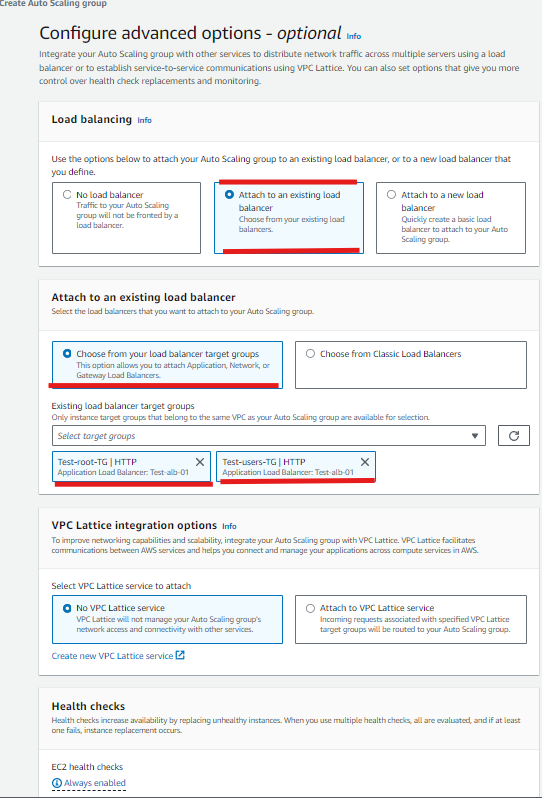 Create Auto Scaling group
Configure advanced options - optional Info
Integrate your Auto Scaling group with other services to distribute network traffic across multiple servers using a load
balancer or to establish service-to-service communications using VPC Lattice. You can also set options that give you more
control over health check replacements and monitoring.
Load balancing Info
Use the options below to attach your Auto Scaling group to an existing load balancer, or to a new load balancer that
you define.
No load balancer
Traffic to your Auto Scaling
group will not be fronted by a
load balancer.
Attach to an existing load
balancer
Choose from your existing load
balancers.
Attach to a new load
balancer
Quickly create a basic load
balancer to attach to your Auto
Scaling group.
Attach to an existing load balancer
Select the load balancers that you want to attach to your Auto Scaling group.
Choose from your load balancer target groups
This option allows you to attach Application, Network, or
Gateway Load Balancers.
Choose from Classic Load Balancers
Existing load balancer target groups
Only instance target groups that belong to the same VPC as your Auto Scaling group are available for selection.
Select target groups
Test-root-TG | HTTP
Application Load Balancer: Test-alb-01
Test-users-TG | HTTP
Application Load Balancer: Test-alb-01
VPC Lattice integration options Info
To improve networking capabilities and scalability, integrate your Auto Scaling group with VPC Lattice. VPC Lattice facilitates
communications between AWS services and helps you connect and manage your applications across compute services in AWS.
Select VPC Lattice service to attach
No VPC Lattice service
VPC Lattice will not manage your Auto Scaling group's
network access and connectivity with other services.
Attach to VPC Lattice service
Incoming requests associated with specified VPC Lattice
target groups will be routed to your Auto Scaling group.
Create new VPC Lattice service
Health checks
Health checks increase availability by replacing unhealthy instances. When you use multiple health checks, all are evaluated, and if at least
one fails, instance replacement occurs.
EC2 health checks
Always enabled